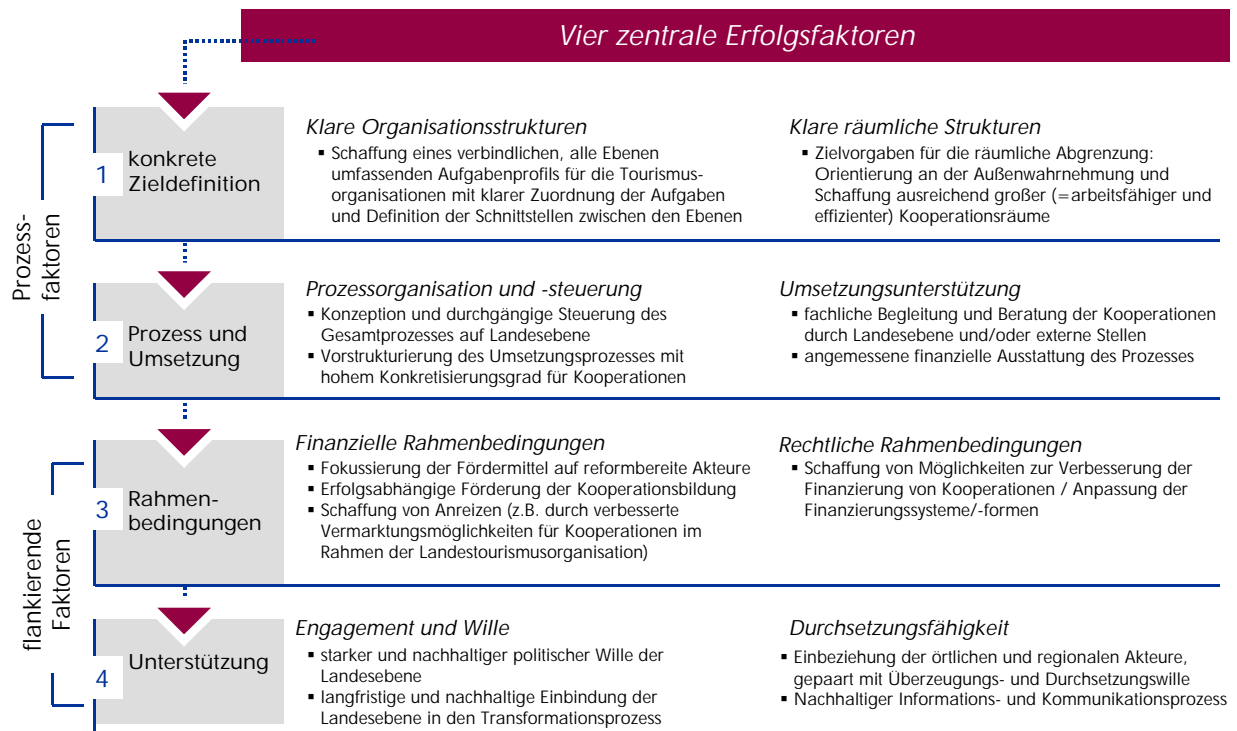 Vier zentrale Erfolgsfaktoren
Prozess-
faktoren
1
konkrete
Zieldefinition
Klare Organisationsstrukturen
▪ Schaffung eines verbindlichen, alle Ebenen
umfassenden Aufgabenprofils für die Tourismus-
organisationen mit klarer Zuordnung der Aufgaben
und Definition der Schnittstellen zwischen den Ebenen
Klare räumliche Strukturen
▪ Zielvorgaben für die räumliche Abgrenzung:
Orientierung an der Außenwahrnehmung und
Schaffung ausreichend großer (=arbeitsfähiger und
effizienter) Kooperationsräume
2
Prozess und
Umsetzung
Prozessorganisation und -steuerung
▪ Konzeption und durchgängige Steuerung des
Gesamtprozesses auf Landesebene
▪ Vorstrukturierung des Umsetzungsprozesses mit
hohem Konkretisierungsgrad für Kooperationen
Umsetzungsunterstützung
▪ fachliche Begleitung und Beratung der Kooperationen
durch Landesebene und/oder externe Stellen
▪ angemessene finanzielle Ausstattung des Prozesses
flankierende
Faktoren
3
Rahmen-
bedingungen
Finanzielle Rahmenbedingungen
▪ Fokussierung der Fördermittel auf reformbereite Akteure
▪ Erfolgsabhängige Förderung der Kooperationsbildung
▪ Schaffung von Anreizen (z.B. durch verbesserte
Vermarktungsmöglichkeiten für Kooperationen im
Rahmen der Landestourismusorganisation)
Rechtliche Rahmenbedingungen
▪ Schaffung von Möglichkeiten zur Verbesserung der
Finanzierung von Kooperationen / Anpassung der
Finanzierungssysteme/-formen
4
Unterstützung
Engagement und Wille
▪ starker und nachhaltiger politischer Wille der
Landesebene
▪ langfristige und nachhaltige Einbindung der
Landesebene in den Transformationsprozess
Durchsetzungsfähigkeit
▪ Einbeziehung der örtlichen und regionalen Akteure,
gepaart mit Überzeugungs- und Durchsetzungswille
▪ Nachhaltiger Informations- und Kommunikationsprozess